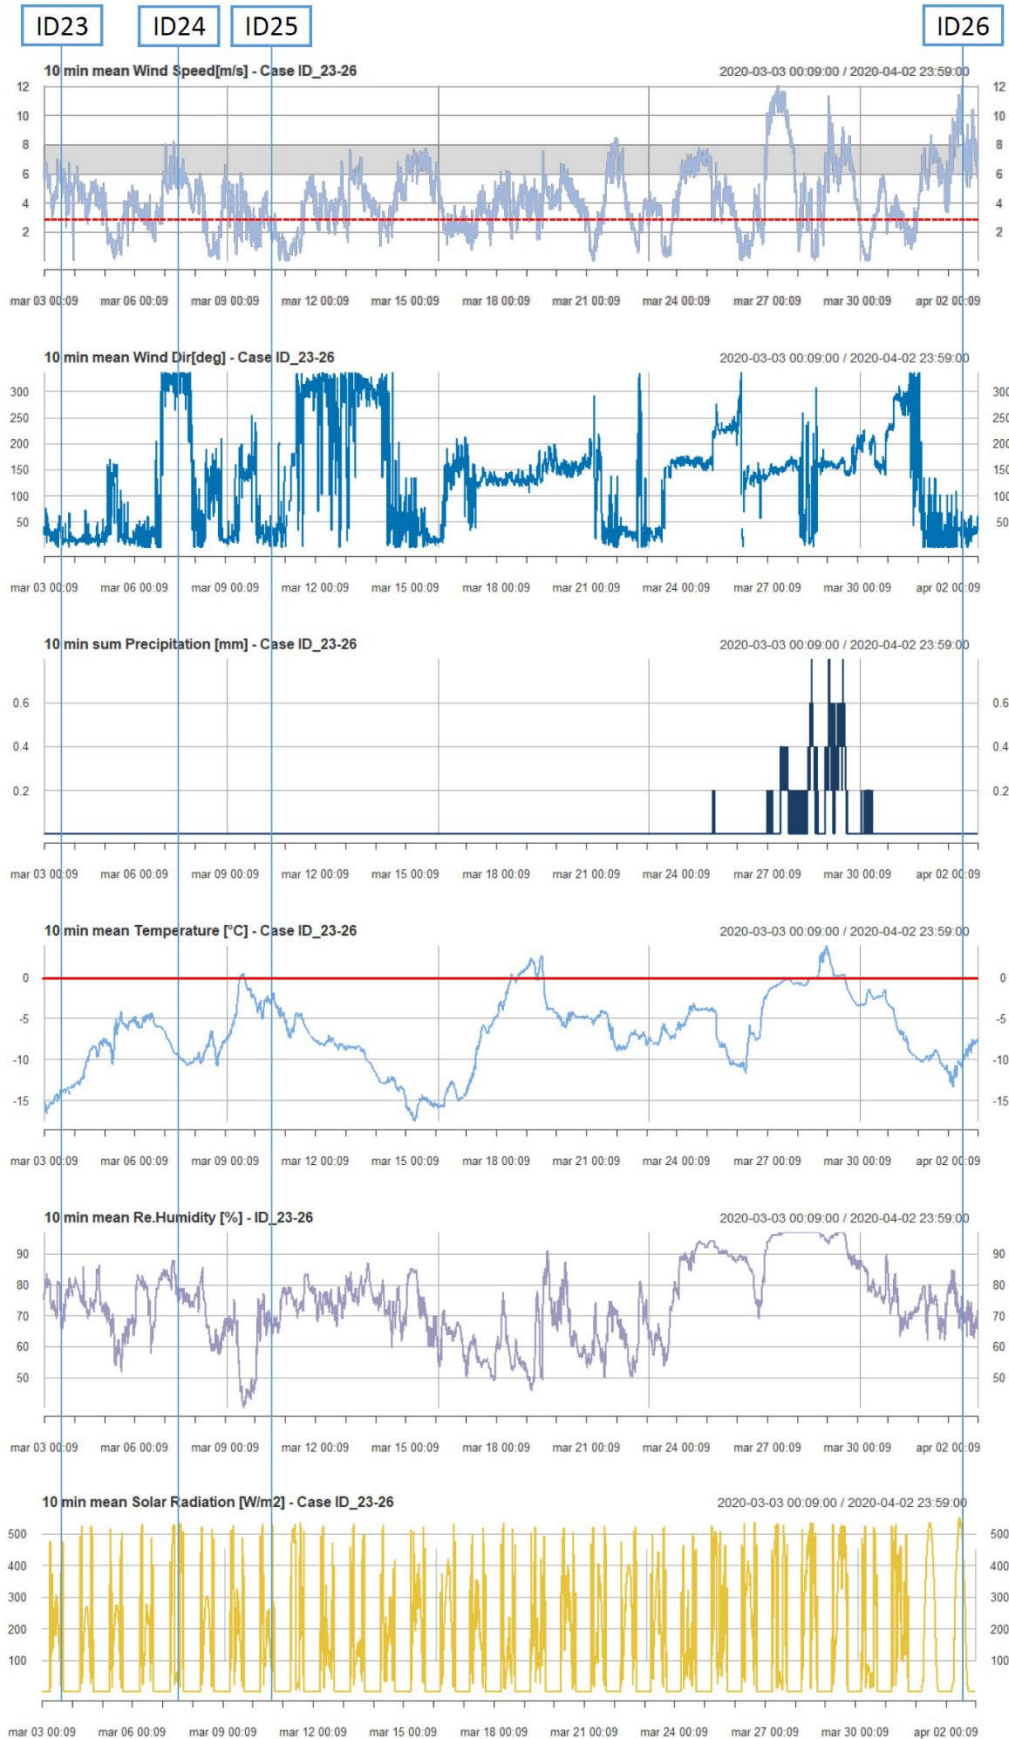 ID23 ID24 ID25 ID26
10 min mean Wind Speed[m/s] - Case ID_23-26 2020-03-03 00:09:00 / 2020-04-02 23:59:00
12 12
10 10
8 8
6 6
4 4
2 2
mar 03 00:09 mar 06 00:09 mar 09 00:09 mar 12 00:09 mar 15 00:09 mar 18 00:09 mar 21 00:09 mar 24 00:09 mar 27 00:09 mar 30 00:09 apr 02 00:09
10 min mean Wind Dir[deg] - Case ID_23-26 2020-03-03 00:09:00 / 2020-04-02 23:59:00
300 300
250 250
200 200
150 150
100 100
50 50
mar 03 00:09 mar 06 00:09 mar 09 00:09 mar 12 00:09 mar 15 00:09 mar 18 00:09 mar 21 00:09 mar 24 00:09 mar 27 00:09 mar 30 00:09 apr 02 00:09
10 min sum Precipitation [mm] - Case ID_23-26 2020-03-03 00:09:00 / 2020-04-02 23:59:00
0.6 0.6
0.4 0.4
0.2 0.2
mar 03 00:09 mar 06 00:09 mar 09 00:09 mar 12 00:09 mar 15 00:09 mar 18 00:09 mar 21 00:09 mar 24 00:09 mar 27 00:09 mar 30 00:09 apr 02 00:09
10 min mean Temperature [°C] - Case ID_23-26 2020-03-03 00:09:00 / 2020-04-02 23:59:00
0 0
-5 -5
-10 -10
-15 -15
mar 03 00:09 mar 06 00:09 mar 09 00:09 mar 12 00:09 mar 15 00:09 mar 18 00:09 mar 21 00:09 mar 24 00:09 mar 27 00:09 mar 30 00:09 apr 02 00:09
10 min mean Re.Humidity [%] - ID_23-26 2020-03-03 00:09:00 / 2020-04-02 23:59:00
90 90
80 80
70 70
60 60
50 50
mar 03 00:09 mar 06 00:09 mar 09 00:09 mar 12 00:09 mar 15 00:09 mar 18 00:09 mar 21 00:09 mar 24 00:09 mar 27 00:09 mar 30 00:09 apr 02 00:09
10 min mean Solar Radiation [W/m2] - Case ID_23-26 2020-03-03 00:09:00 / 2020-04-02 23:59:00
500 500
400 400
300 300
200 200
100 100
mar 03 00:09 mar 06 00:09 mar 09 00:09 mar 12 00:09 mar 15 00:09 mar 18 00:09 mar 21 00:09 mar 24 00:09 mar 27 00:09 mar 30 00:09 apr 02 00:09